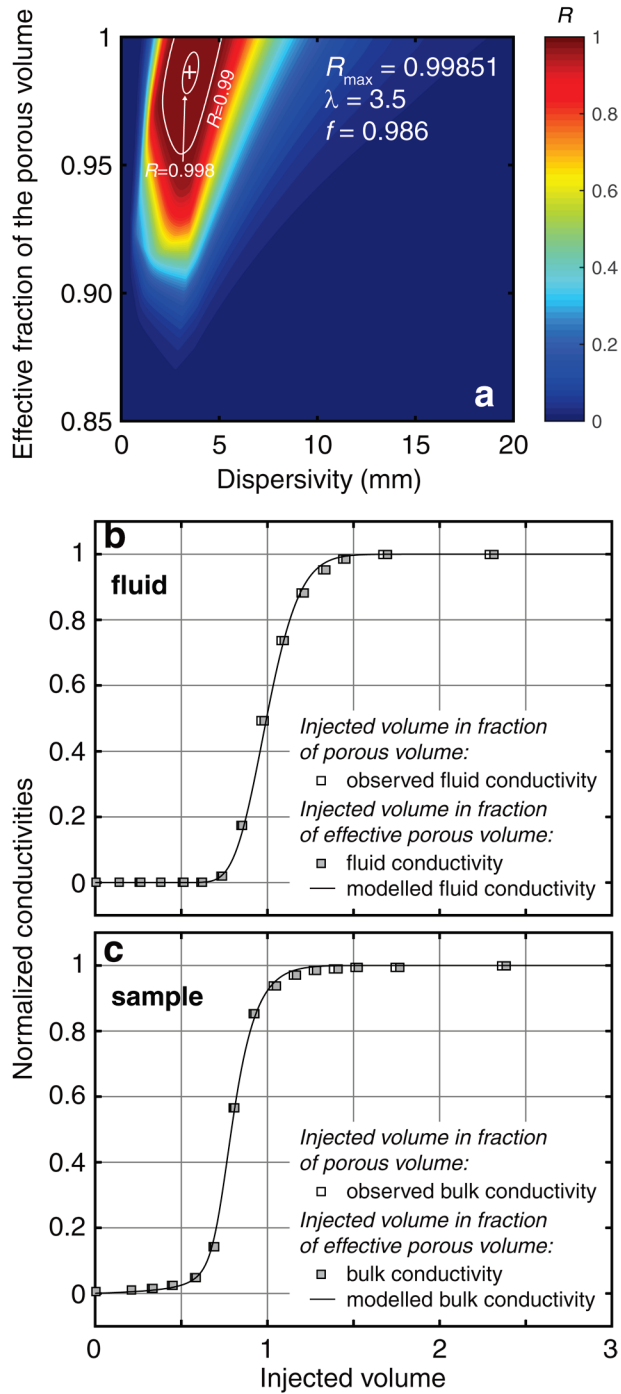 R
Effective fraction of the porous volume
1
0.95
0.90
0.85
R_max = 0.99851
λ = 3.5
f = 0.986
R=0.99
R=0.998
a
1
0.8
0.6
0.4
0.2
0
0
5
10
15
20
Dispersivity (mm)
Normalized conductivities
b
fluid
1
0.8
0.6
0.4
0.2
0
Injected volume in fraction
of porous volume:
observed fluid conductivity
Injected volume in fraction
of effective porous volume:
fluid conductivity
modelled fluid conductivity
c
sample
1
0.8
0.6
0.4
0.2
0
Injected volume in fraction
of porous volume:
observed bulk conductivity
Injected volume in fraction
of effective porous volume:
bulk conductivity
modelled bulk conductivity
0
1
2
3
Injected volume